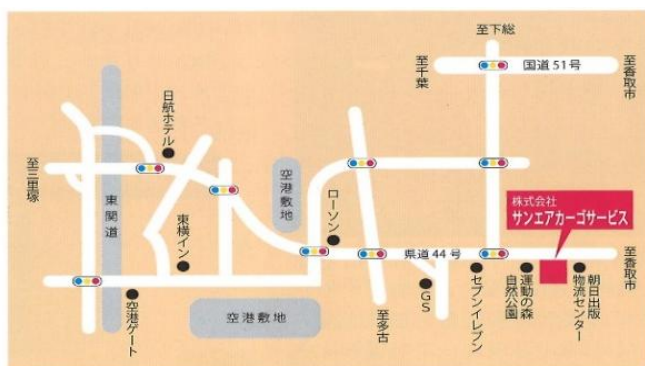 至下総
至千葉
国道51号
至香取市
日航ホテル
至三里塚
東関道
東横イン
空港敷地
ローソン
株式会社
サンエアカーゴサービス
県道44号
至香取市
空港ゲート
空港敷地
至多古
GS
セブンイレブン
運動の森
自然公園
朝日出版
物流センター